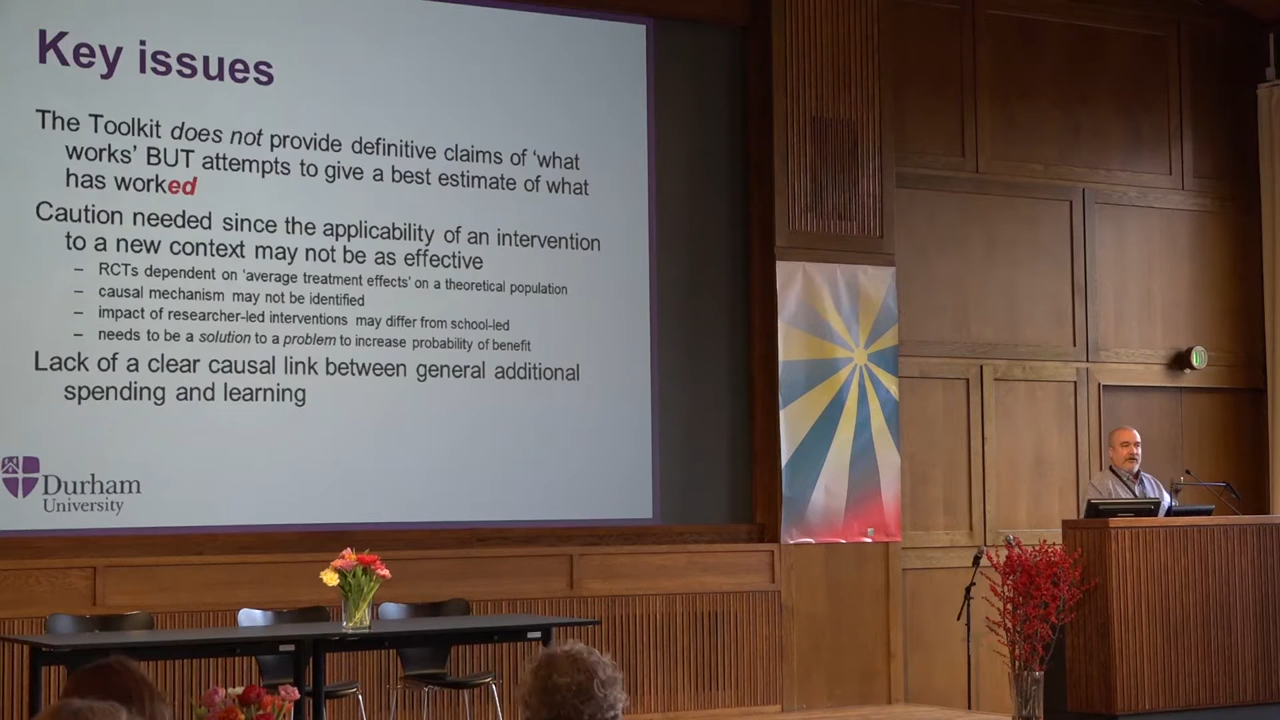 Key issues
The Toolkit does not provide definitive claims of ‘what
works’ BUT attempts to give a best estimate of what
has worked
Caution needed since the applicability of an intervention
to a new context may not be as effective
– RCTs dependent on ‘average treatment effects’ on a theoretical population
– causal mechanism may not be identified
– impact of researcher-led interventions may differ from school-led
– needs to be a solution to a problem to increase probability of benefit
Lack of a clear causal link between general additional
spending and learning
Durham
University